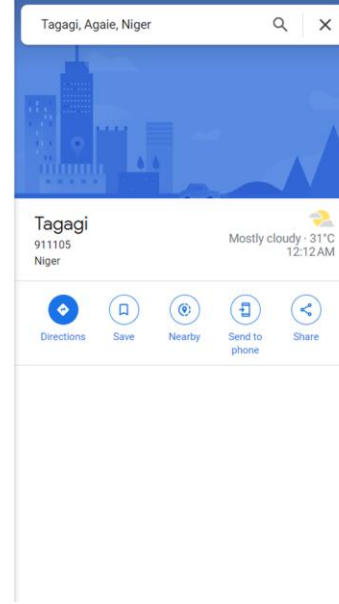 Tagagi, Agaie, Niger
Tagagi
911105
Niger
Mostly cloudy · 31°C
12:12 AM
Directions
Save
Nearby
Send to
phone
Share